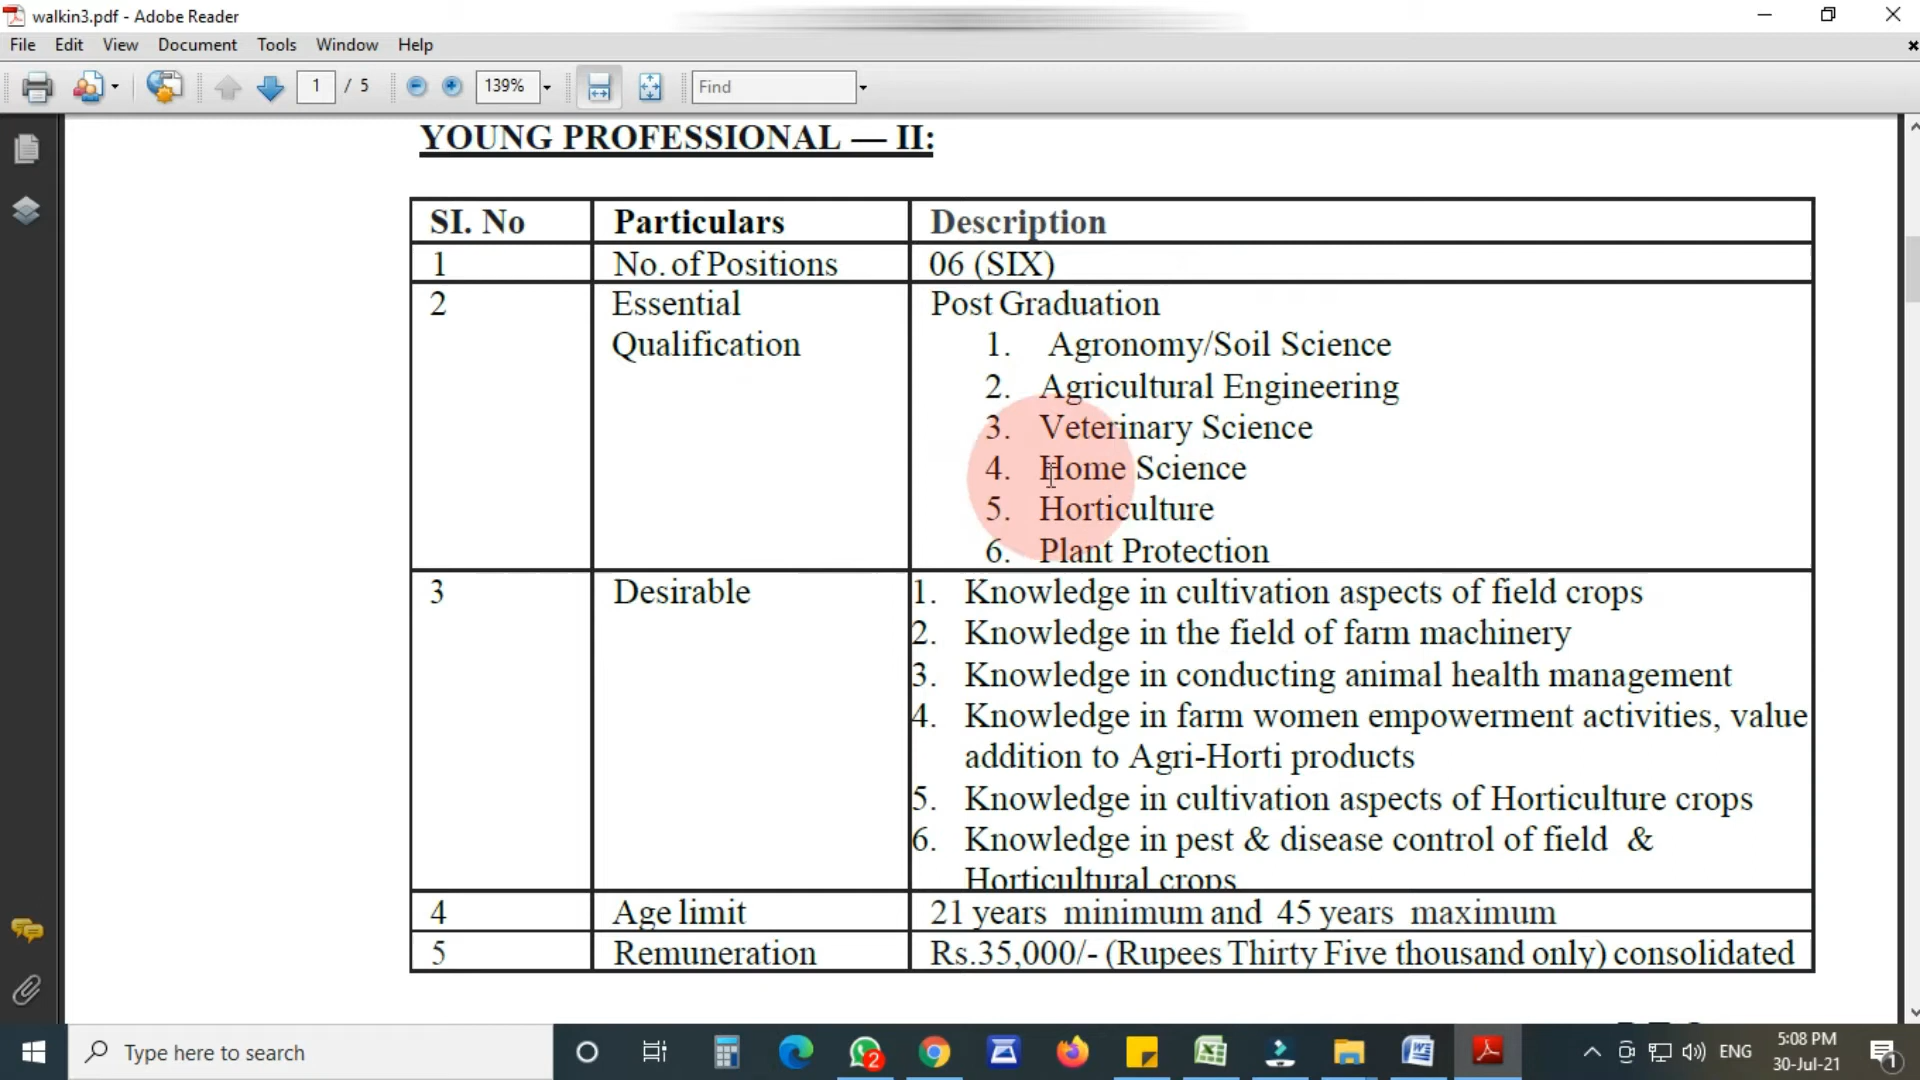 walkin3.pdf - Adobe Reader
File Edit View Document Tools Window Help
1 / 5 139% Find
YOUNG PROFESSIONAL — II:
SI. No Particulars Description
1 No. of Positions 06 (SIX)
2 Essential Qualification Post Graduation
1. Agronomy/Soil Science
2. Agricultural Engineering
3. Veterinary Science
4. Home Science
5. Horticulture
6. Plant Protection
3 Desirable 1. Knowledge in cultivation aspects of field crops
2. Knowledge in the field of farm machinery
3. Knowledge in conducting animal health management
4. Knowledge in farm women empowerment activities, value
addition to Agri-Horti products
5. Knowledge in cultivation aspects of Horticulture crops
6. Knowledge in pest & disease control of field &
Horticultural crops
4 Age limit 21 years minimum and 45 years maximum
5 Remuneration Rs.35,000/- (Rupees Thirty Five thousand only) consolidated
Type here to search
2
ENG
5:08 PM
30-Jul-21
1